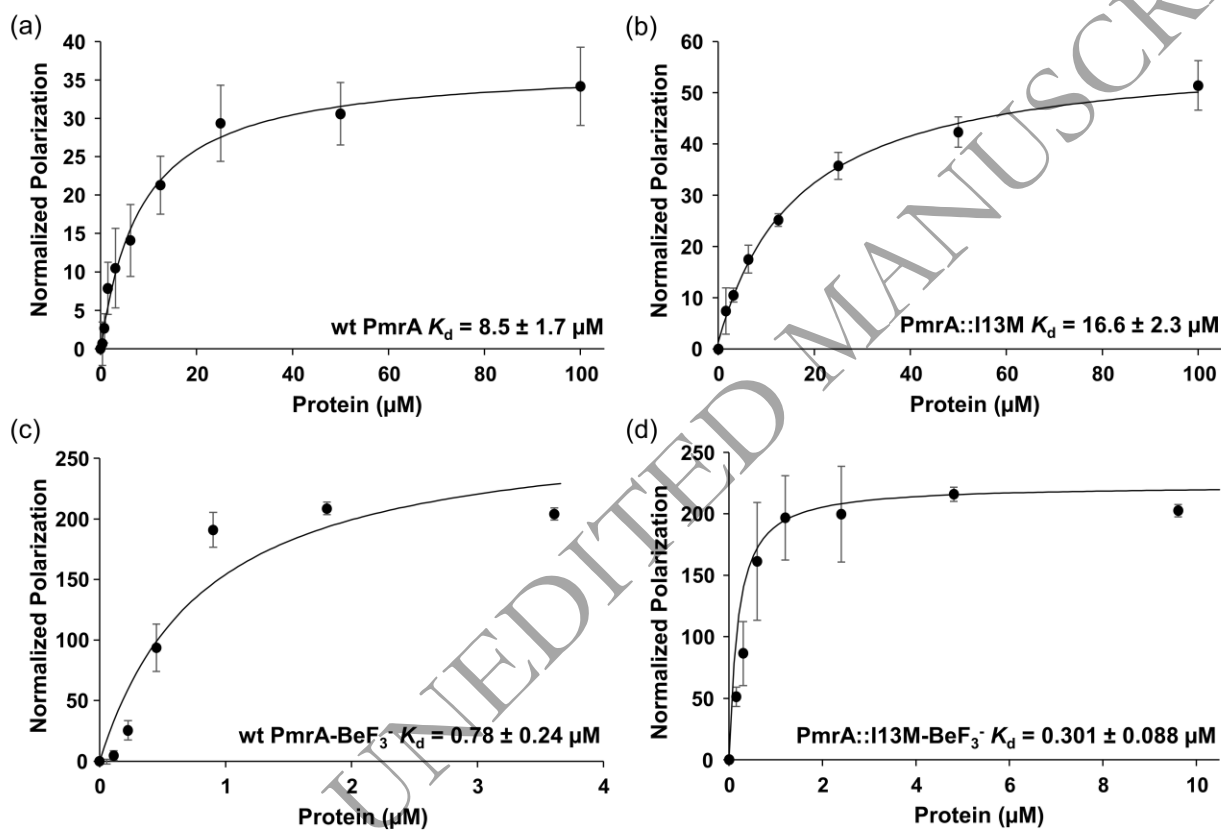 (a)
40
35
30
25
20
15
10
5
0
Normalized Polarization
wt PmrA Kd = 8.5 ± 1.7 µM
0 20 40 60 80 100
Protein (µM)
(b)
60
50
40
30
20
10
0
Normalized Polarization
PmrA::I13M Kd = 16.6 ± 2.3 µM
0 20 40 60 80 100
Protein (µM)
(c)
250
200
150
100
50
0
Normalized Polarization
wt PmrA-BeF3- Kd = 0.78 ± 0.24 µM
0 1 2 3 4
Protein (µM)
(d)
250
200
150
100
50
0
Normalized Polarization
PmrA::I13M-BeF3- Kd = 0.301 ± 0.088 µM
0 2 4 6 8 10
Protein (µM)
UNEDITED MANUSCR